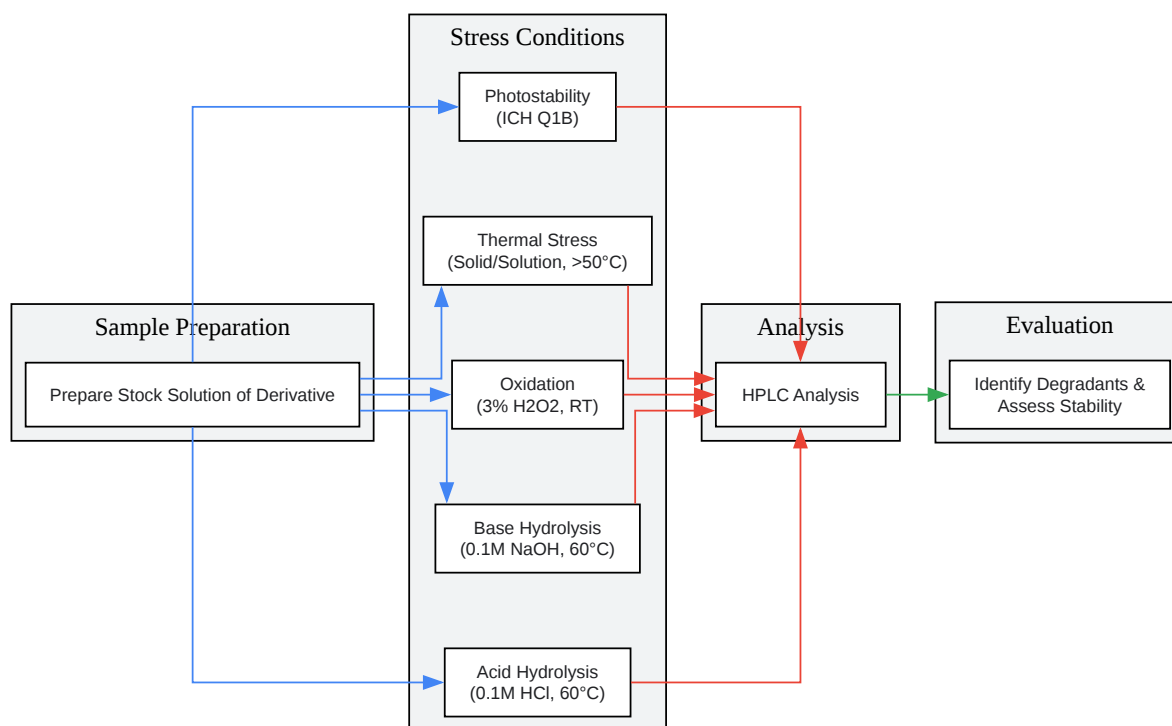 Stress Conditions
Photostability
(ICH Q1B)
Thermal Stress
(Solid/Solution, >50°C)
Sample Preparation
Prepare Stock Solution of Derivative
Oxidation
(3% H2O2, RT)
Analysis
HPLC Analysis
Evaluation
Identify Degradants &
Assess Stability
Base Hydrolysis
(0.1M NaOH, 60°C)
Acid Hydrolysis
(0.1M HCl, 60°C)